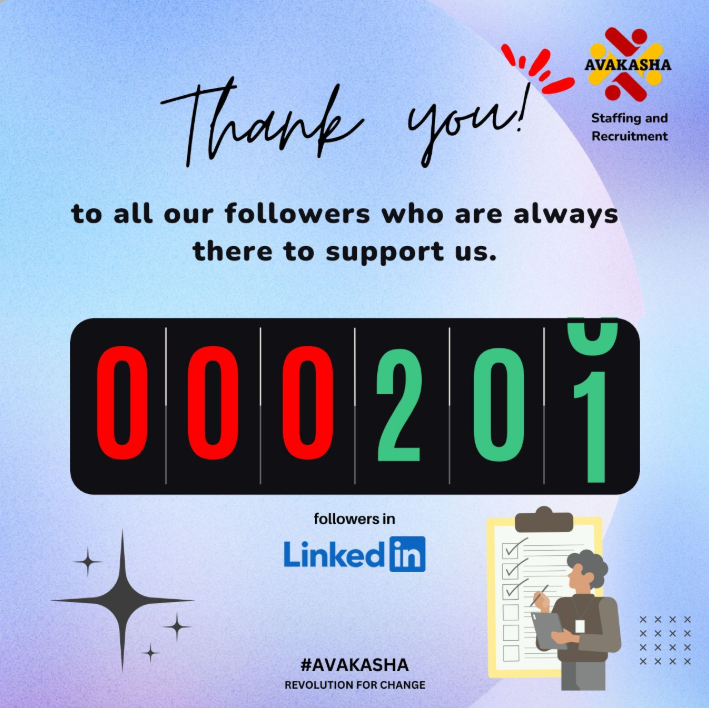 Thank you!
AVAKASHA
Staffing and
Recruitment
to all our followers who are always
there to support us.
000201
followers in
Linkedin
#AVAKASHA
REVOLUTION FOR CHANGE